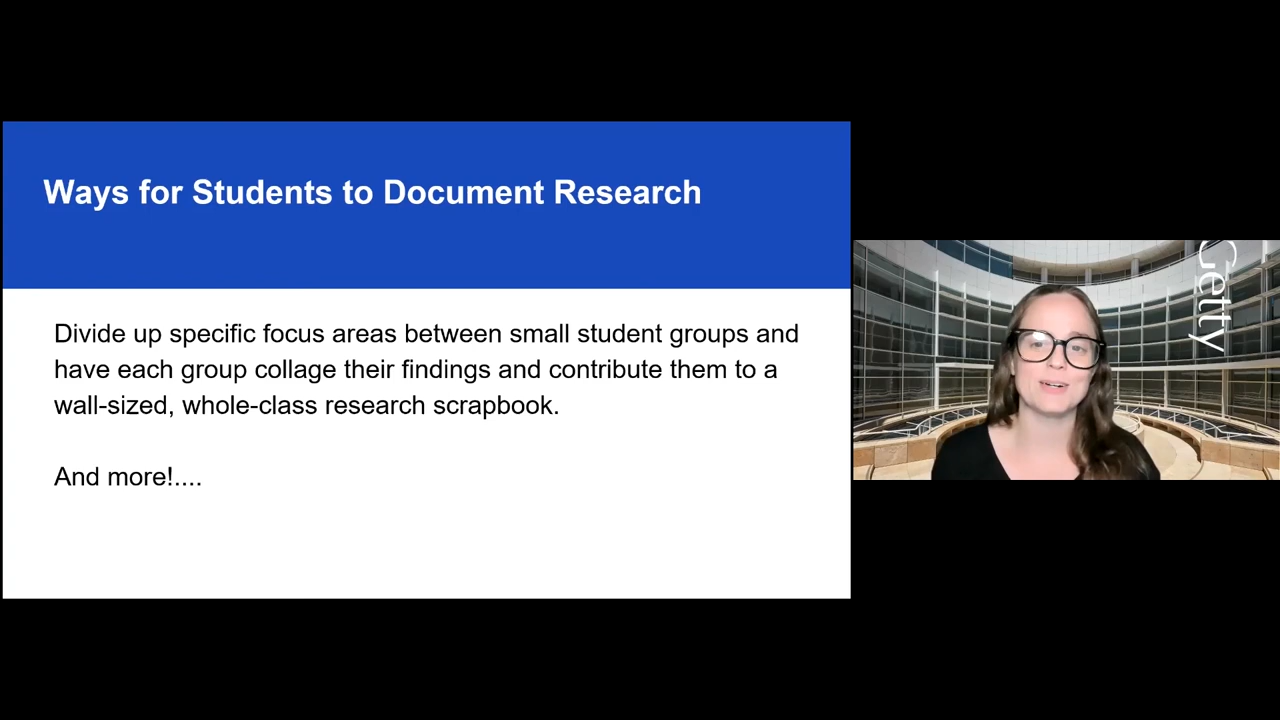 Ways for Students to Document Research
Divide up specific focus areas between small student groups and
have each group collage their findings and contribute them to a
wall-sized, whole-class research scrapbook.
And more!....
Getty